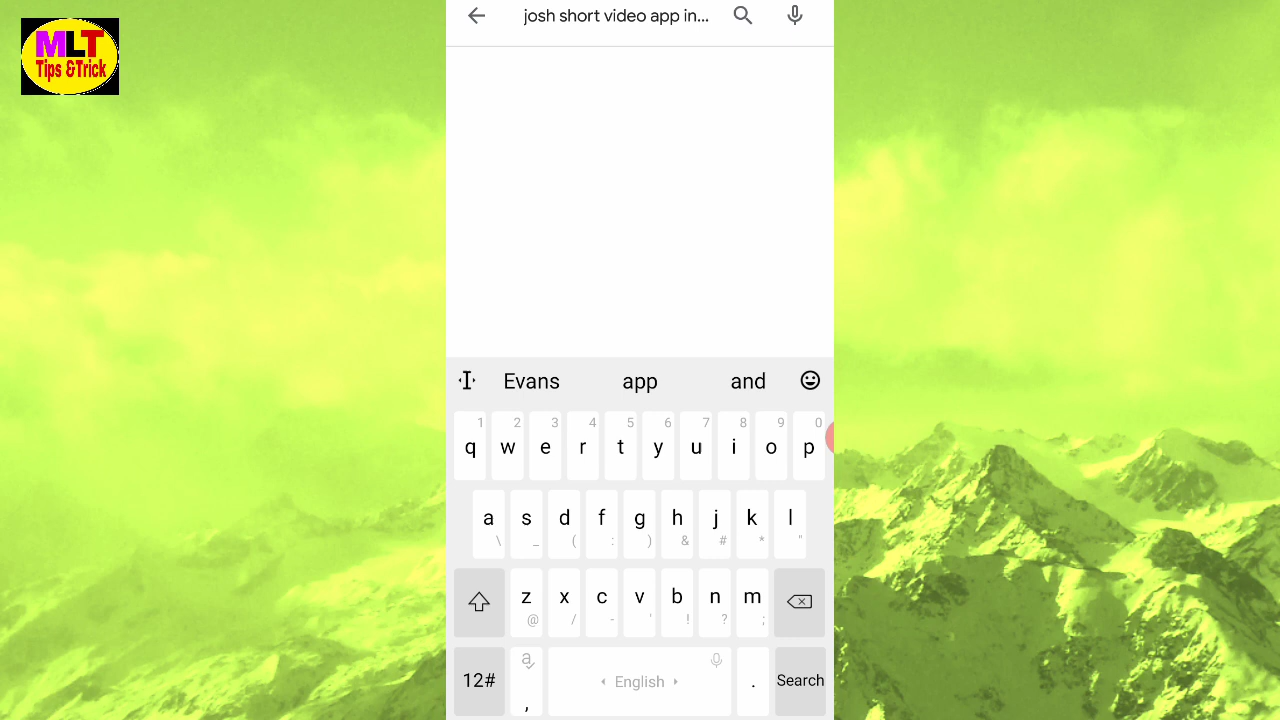 MLT
Tips &Trick
josh short video app in...
Evans app and
1 2 3 4 5 6 7 8 9 0
q w e r t y u i o p
a s d f g h j k l
\ _ ( : ) & # * "
z x c v b n m
@ / - ' ! ? ;
12# a , English . Search